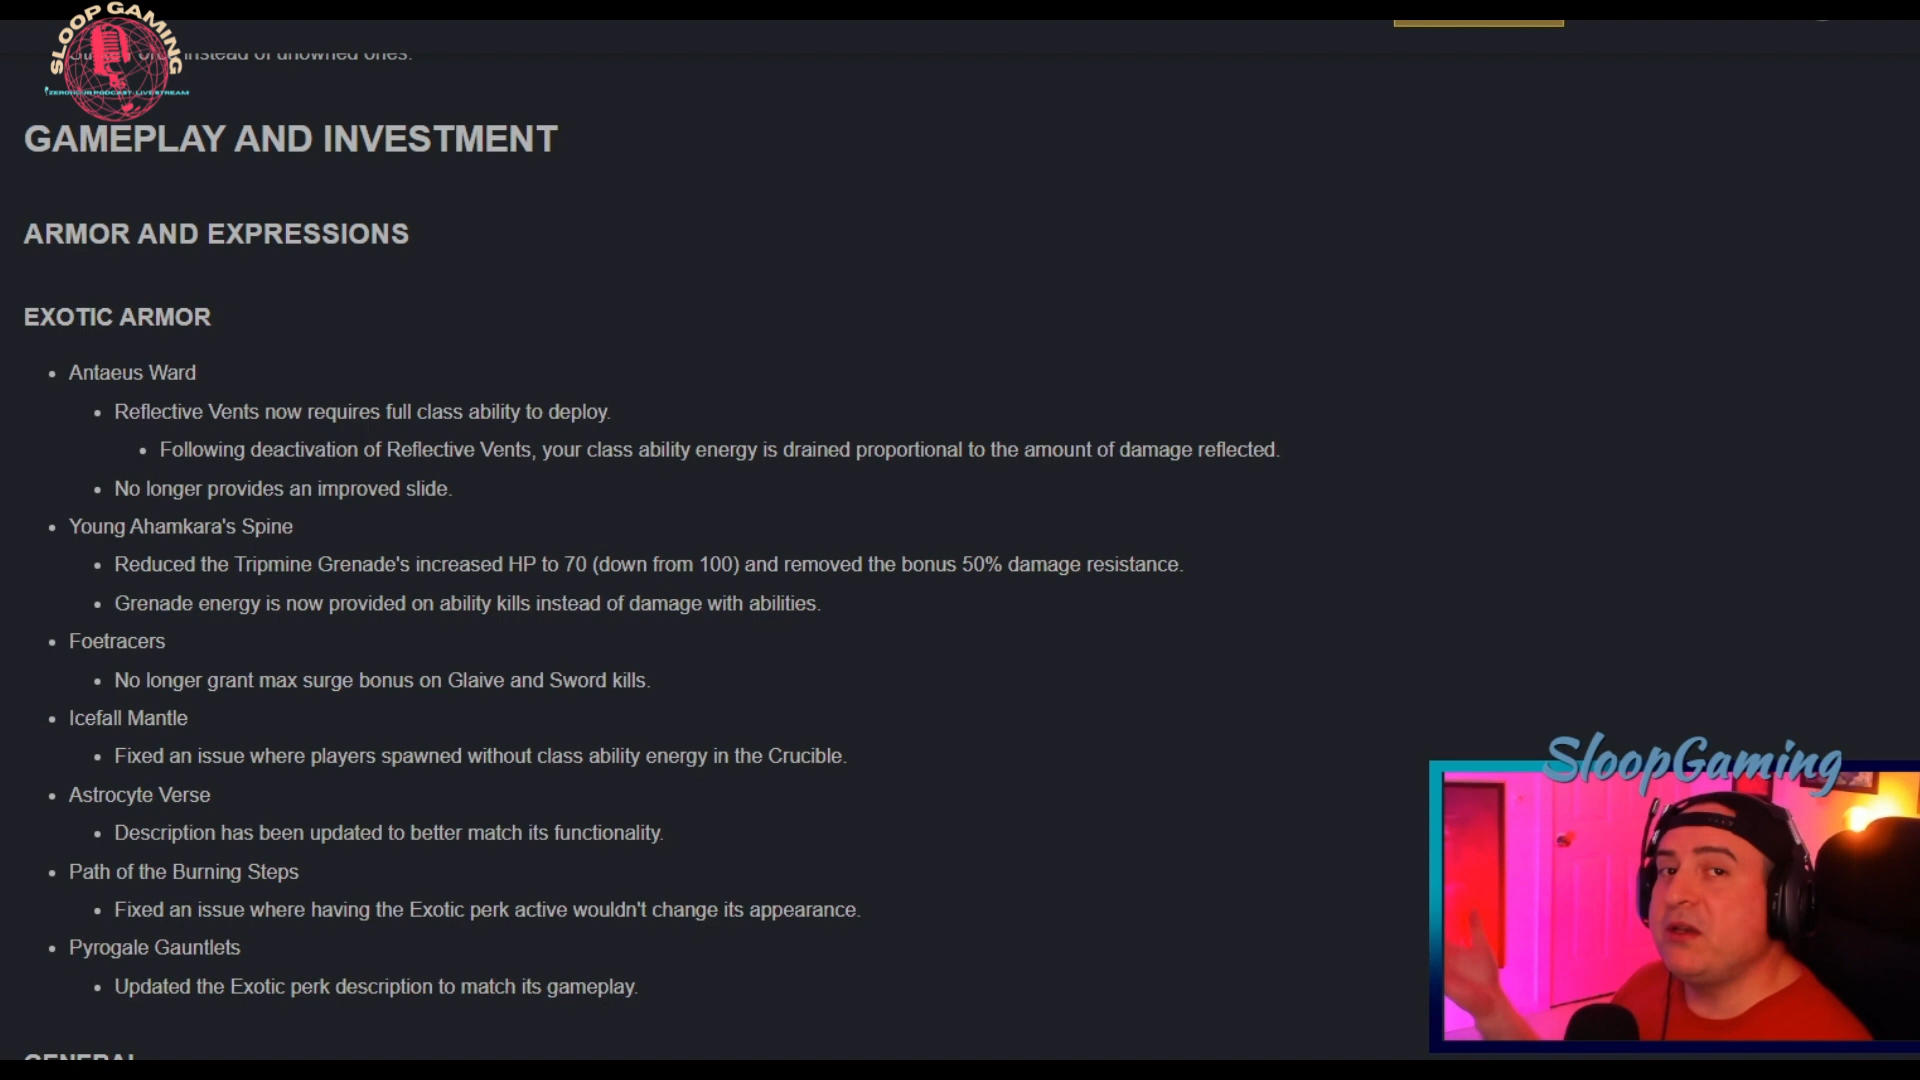 SLOOP GAMING
instead of unowned ones.
GAMEPLAY AND INVESTMENT
ARMOR AND EXPRESSIONS
EXOTIC ARMOR
• Antaeus Ward
• Reflective Vents now requires full class ability to deploy.
• Following deactivation of Reflective Vents, your class ability energy is drained proportional to the amount of damage reflected.
• No longer provides an improved slide.
• Young Ahamkara's Spine
• Reduced the Tripmine Grenade's increased HP to 70 (down from 100) and removed the bonus 50% damage resistance.
• Grenade energy is now provided on ability kills instead of damage with abilities.
• Foetracers
• No longer grant max surge bonus on Glaive and Sword kills.
• Icefall Mantle
• Fixed an issue where players spawned without class ability energy in the Crucible.
• Astrocyte Verse
• Description has been updated to better match its functionality.
• Path of the Burning Steps
• Fixed an issue where having the Exotic perk active wouldn't change its appearance.
• Pyrogale Gauntlets
• Updated the Exotic perk description to match its gameplay.
GENERAL
SloopGaming